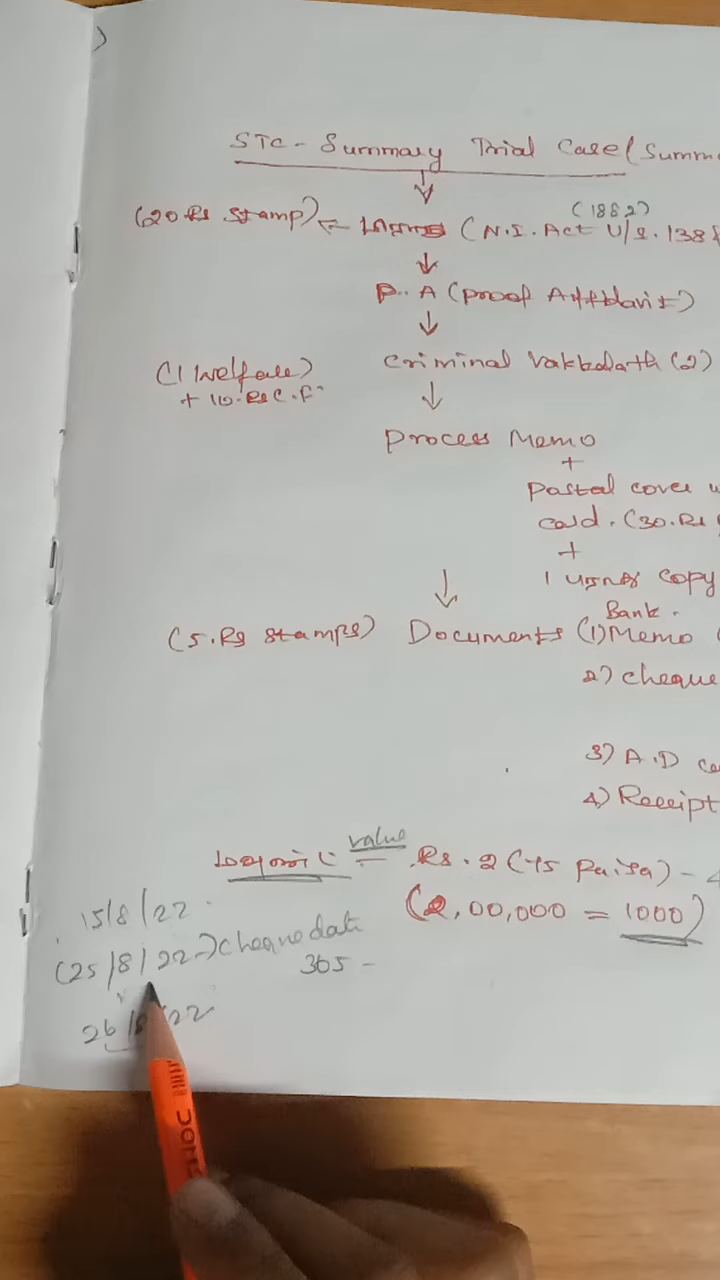 STC - Summary Trial Case (Summ
(1882)
(20.Rs Stamp) = (N.I. Act U/s. 138
P.A (Proof Affidavit)
Criminal Vakkalath (2)
(1 Welfare)
+ 10.Rs C.F
Process Memo
+
Postal cover
card. (30.Rs
+
1 copy
Bank.
(5.Rs Stamps) Documents (1) Memo
2) Cheque
3) A.D
4) Receipt
value
= Rs. 2 (75 Paisa) -
(2,00,000 = 1000)
15/8/22
(25/8/22 → Cheque date
365 -
26/8/22